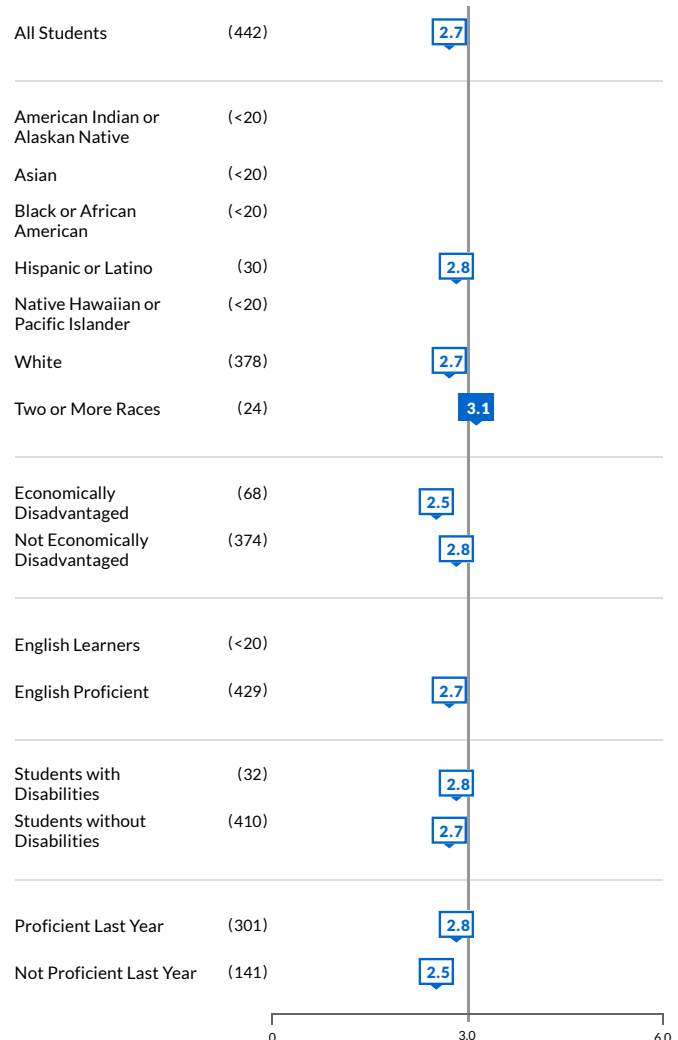 All Students (442) 2.7
American Indian or (<20)
Alaskan Native
Asian (<20)
Black or African (<20)
American
Hispanic or Latino (30) 2.8
Native Hawaiian or (<20)
Pacific Islander
White (378) 2.7
Two or More Races (24) 3.1
Economically (68) 2.5
Disadvantaged
Not Economically (374) 2.8
Disadvantaged
English Learners (<20)
English Proficient (429) 2.7
Students with (32) 2.8
Disabilities
Students without (410) 2.7
Disabilities
Proficient Last Year (301) 2.8
Not Proficient Last Year (141) 2.5
0 3.0 6.0